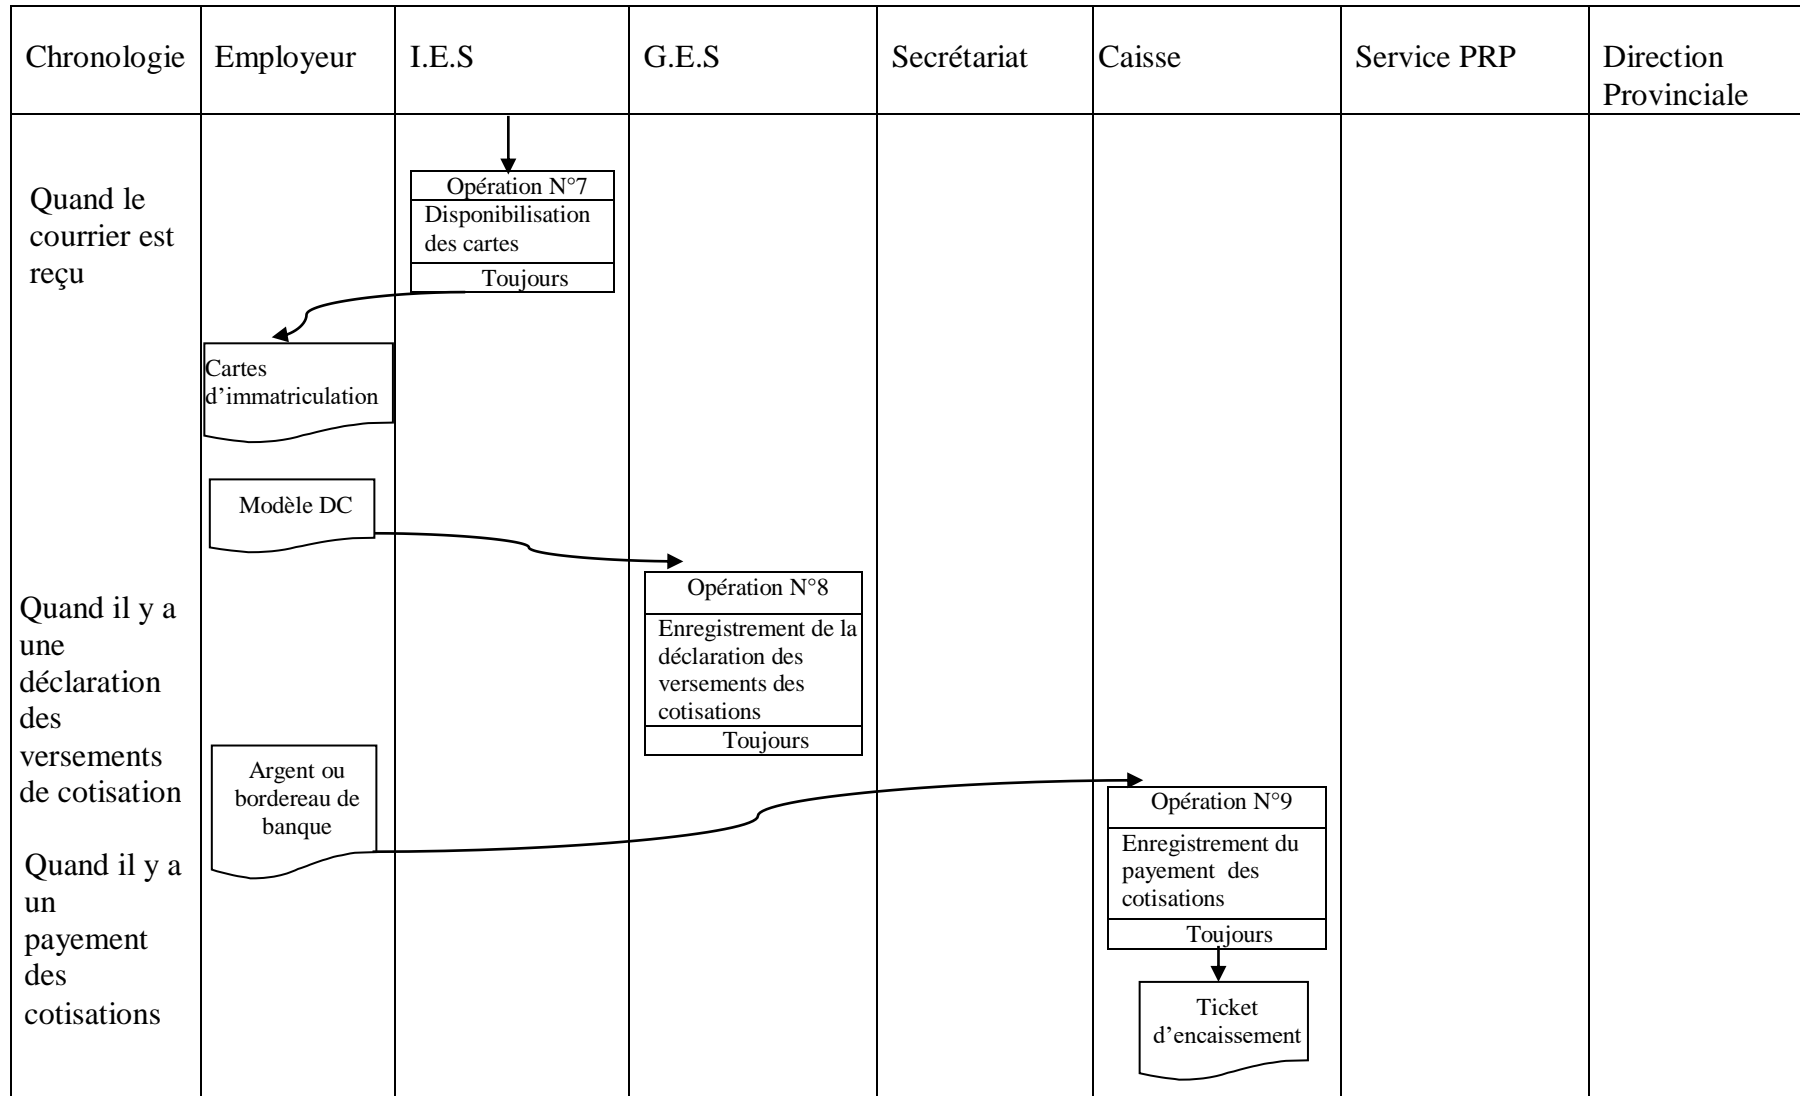 Chronologie
Employeur
I.E.S
G.E.S
Secrétariat
Caisse
Service PRP
Direction
Provinciale
Quand le
courrier est
reçu
Opération N°7
Disponibilisation
des cartes
Toujours
Cartes
d’immatriculation
Modèle DC
Quand il y a
une
déclaration
des
versements
de cotisation
Opération N°8
Enregistrement de la
déclaration des
versements des
cotisations
Toujours
Argent ou
bordereau de
banque
Quand il y a
un
payement
des
cotisations
Opération N°9
Enregistrement du
payement  des
cotisations
Toujours
Ticket
d’encaissement